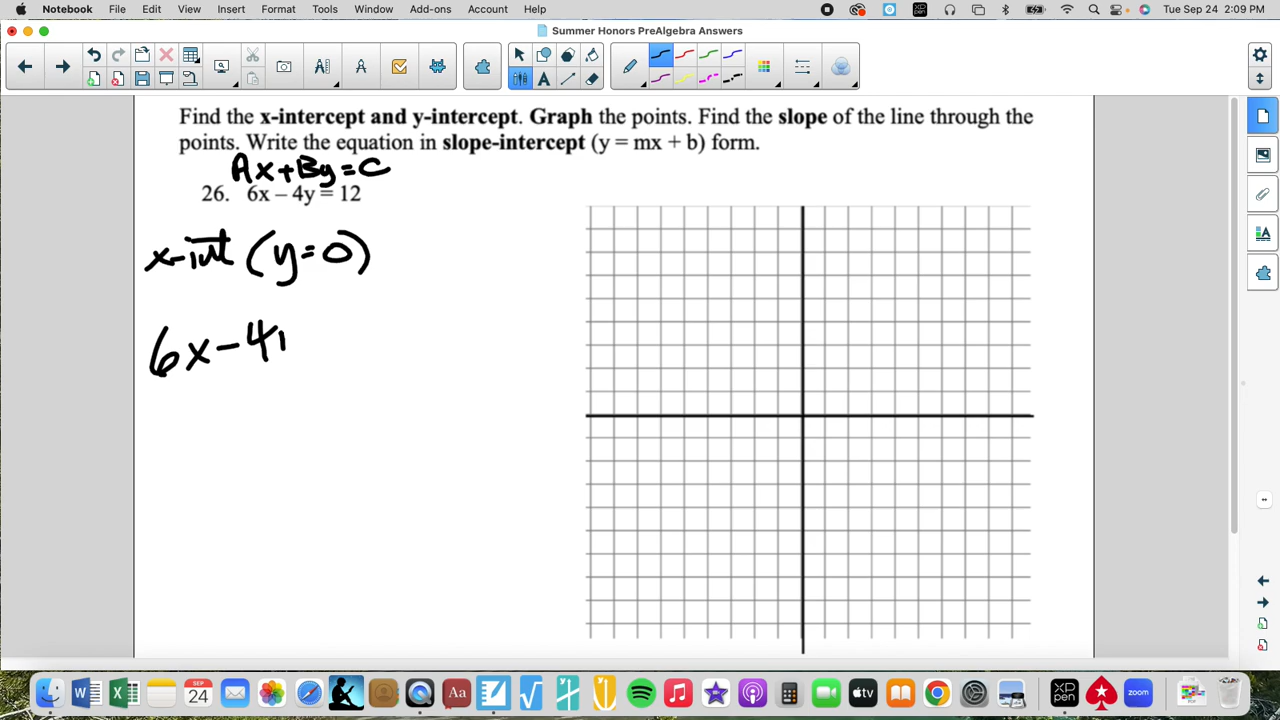 Notebook File Edit View Insert Format Tools Window Add-ons Account Help Tue Sep 24 2:09 PM
Summer Honors PreAlgebra Answers
Find the x-intercept and y-intercept. Graph the points. Find the slope of the line through the
points. Write the equation in slope-intercept (y = mx + b) form.
Ax+By=C
26. 6x – 4y = 12
x-int (y=0)
6x-4
SEP
24
zoom